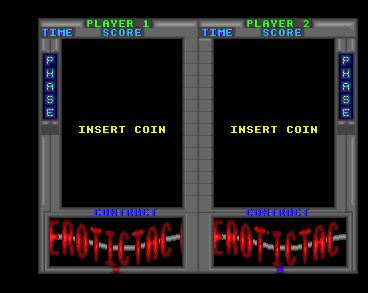 PLAYER 1
TIME SCORE
PHASE
INSERT COIN
CONTRACT
EROTICTAC
PLAYER 2
TIME SCORE
PHASE
INSERT COIN
CONTRACT
EROTICTAC